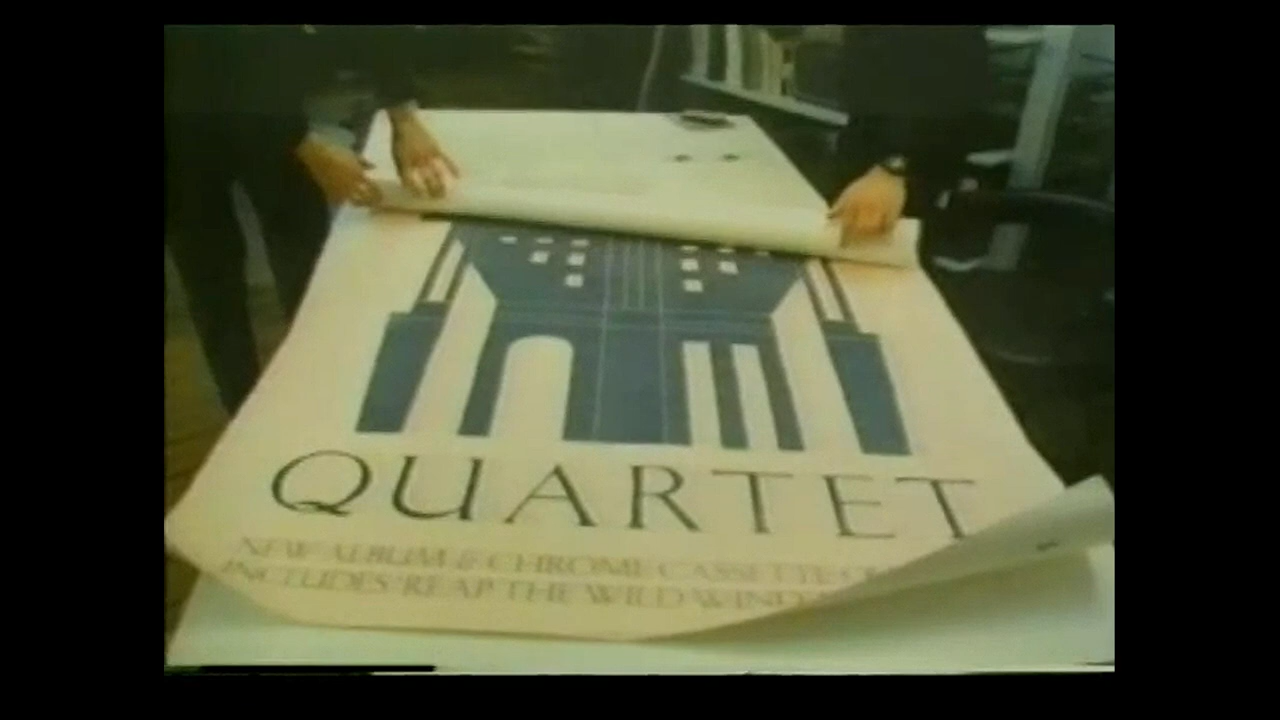 QUARTET
NEW ALBUM & CHROME CASSETTE
INCLUDES 'REAP THE WILD WIND